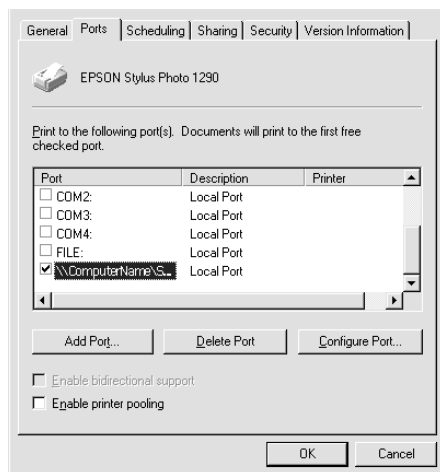 General Ports Scheduling Sharing Security Version Information
EPSON Stylus Photo 1290
Print to the following port(s). Documents will print to the first free
checked port.
Port Description Printer
COM2: Local Port
COM3: Local Port
COM4: Local Port
FILE: Local Port
\\ComputerName\S... Local Port
Add Port... Delete Port Configure Port...
Enable bidirectional support
Enable printer pooling
OK Cancel